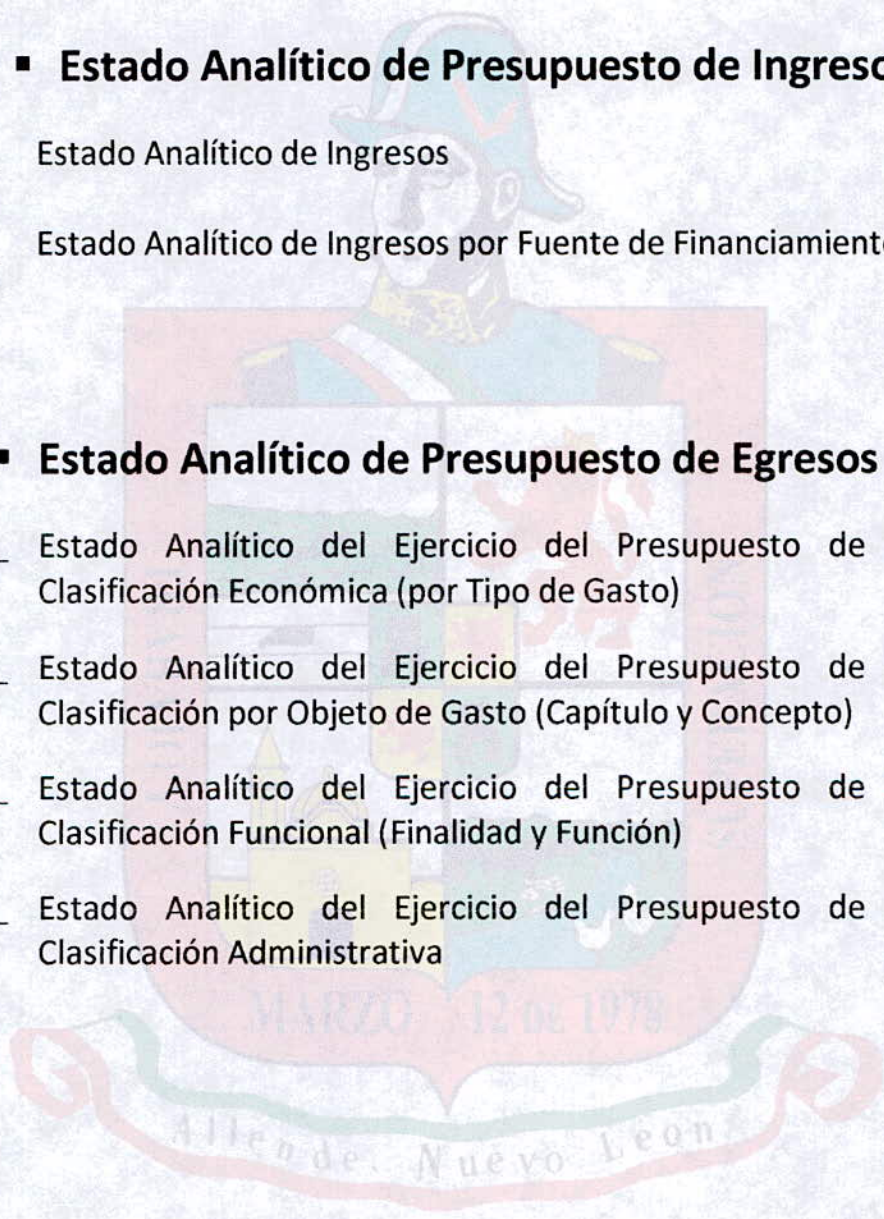 ▪ Estado Analítico de Presupuesto de Ingreso
Estado Analítico de Ingresos
Estado Analítico de Ingresos por Fuente de Financiamiento
▪ Estado Analítico de Presupuesto de Egresos
_ Estado Analítico del Ejercicio del Presupuesto de
Clasificación Económica (por Tipo de Gasto)
_ Estado Analítico del Ejercicio del Presupuesto de
Clasificación por Objeto de Gasto (Capítulo y Concepto)
_ Estado Analítico del Ejercicio del Presupuesto de
Clasificación Funcional (Finalidad y Función)
_ Estado Analítico del Ejercicio del Presupuesto de
Clasificación Administrativa
MARZO 12 DE 1978
Allende, Nuevo Leon